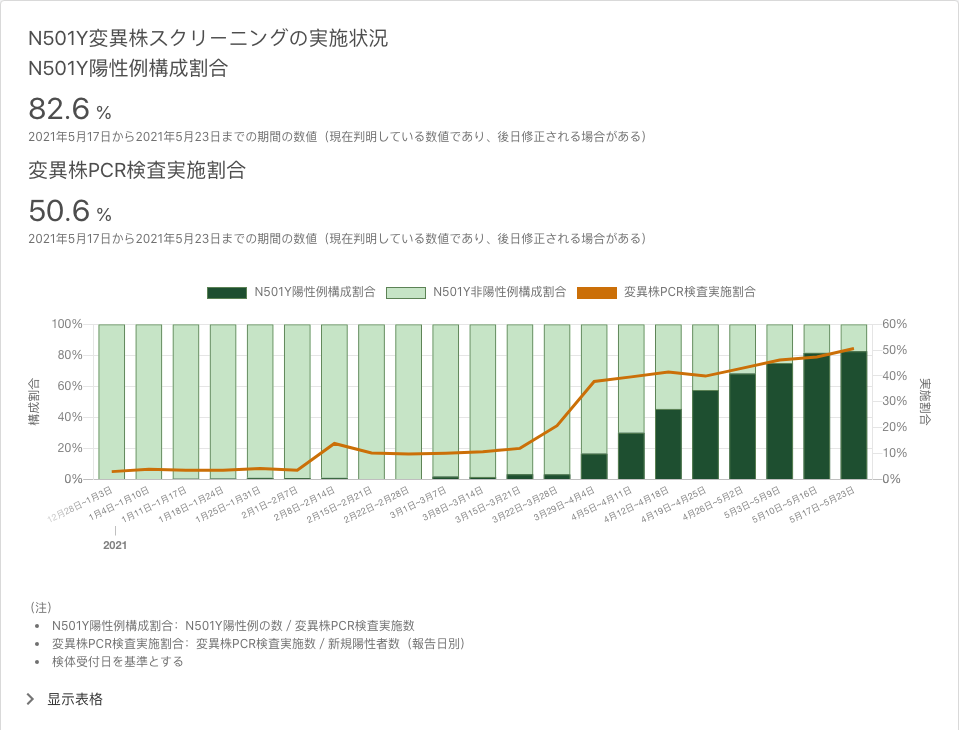 N501Y変異株スクリーニングの実施状況
N501Y陽性例構成割合
82.6 %
2021年5月17日から2021年5月23日までの期間の数値（現在判明している数値であり、後日修正される場合がある）
変異株PCR検査実施割合
50.6 %
2021年5月17日から2021年5月23日までの期間の数値（現在判明している数値であり、後日修正される場合がある）
N501Y陽性例構成割合 N501Y非陽性例構成割合 変異株PCR検査実施割合
構成割合
100%
80%
60%
40%
20%
0%
60%
50%
40%
30%
20%
10%
0%
実施割合
12月28日~1月3日
1月4日~1月10日
1月11日~1月17日
1月18日~1月24日
1月25日~1月31日
2月1日~2月7日
2月8日~2月14日
2月15日~2月21日
2月22日~2月28日
3月1日~3月7日
3月8日~3月14日
3月15日~3月21日
3月22日~3月28日
3月29日~4月4日
4月5日~4月11日
4月12日~4月18日
4月19日~4月25日
4月26日~5月2日
5月3日~5月9日
5月10日~5月16日
5月17日~5月23日
2021
（注）
• N501Y陽性例構成割合：N501Y陽性例の数 / 変異株PCR検査実施数
• 変異株PCR検査実施割合：変異株PCR検査実施数 / 新規陽性者数（報告日別）
• 検体受付日を基準とする
显示表格